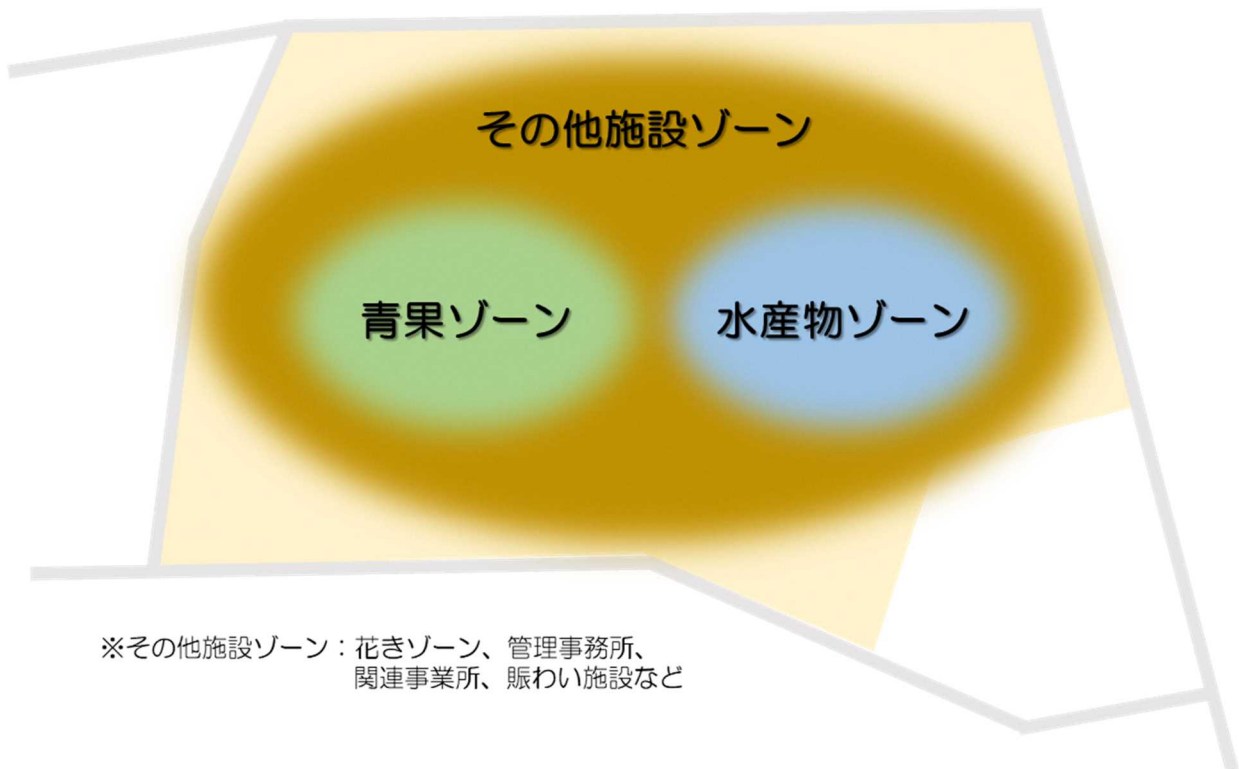 その他施設ゾーン
青果ゾーン
水産物ゾーン
※その他施設ゾーン：花きゾーン、管理事務所、
関連事業所、賑わい施設など